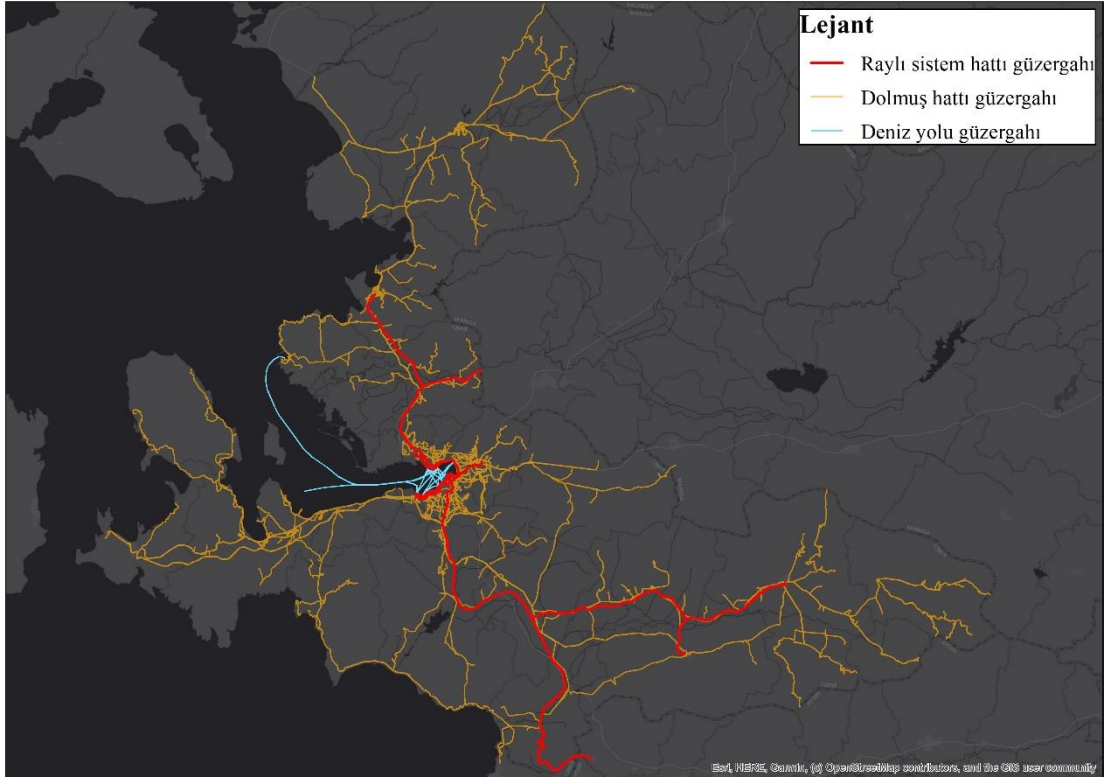 Lejant
Raylı sistem hattı güzergahı
Dolmuş hattı güzergahı
Deniz yolu güzergahı
Esri, HERE, Garmin, (c) OpenStreetMap contributors, and the GIS user community